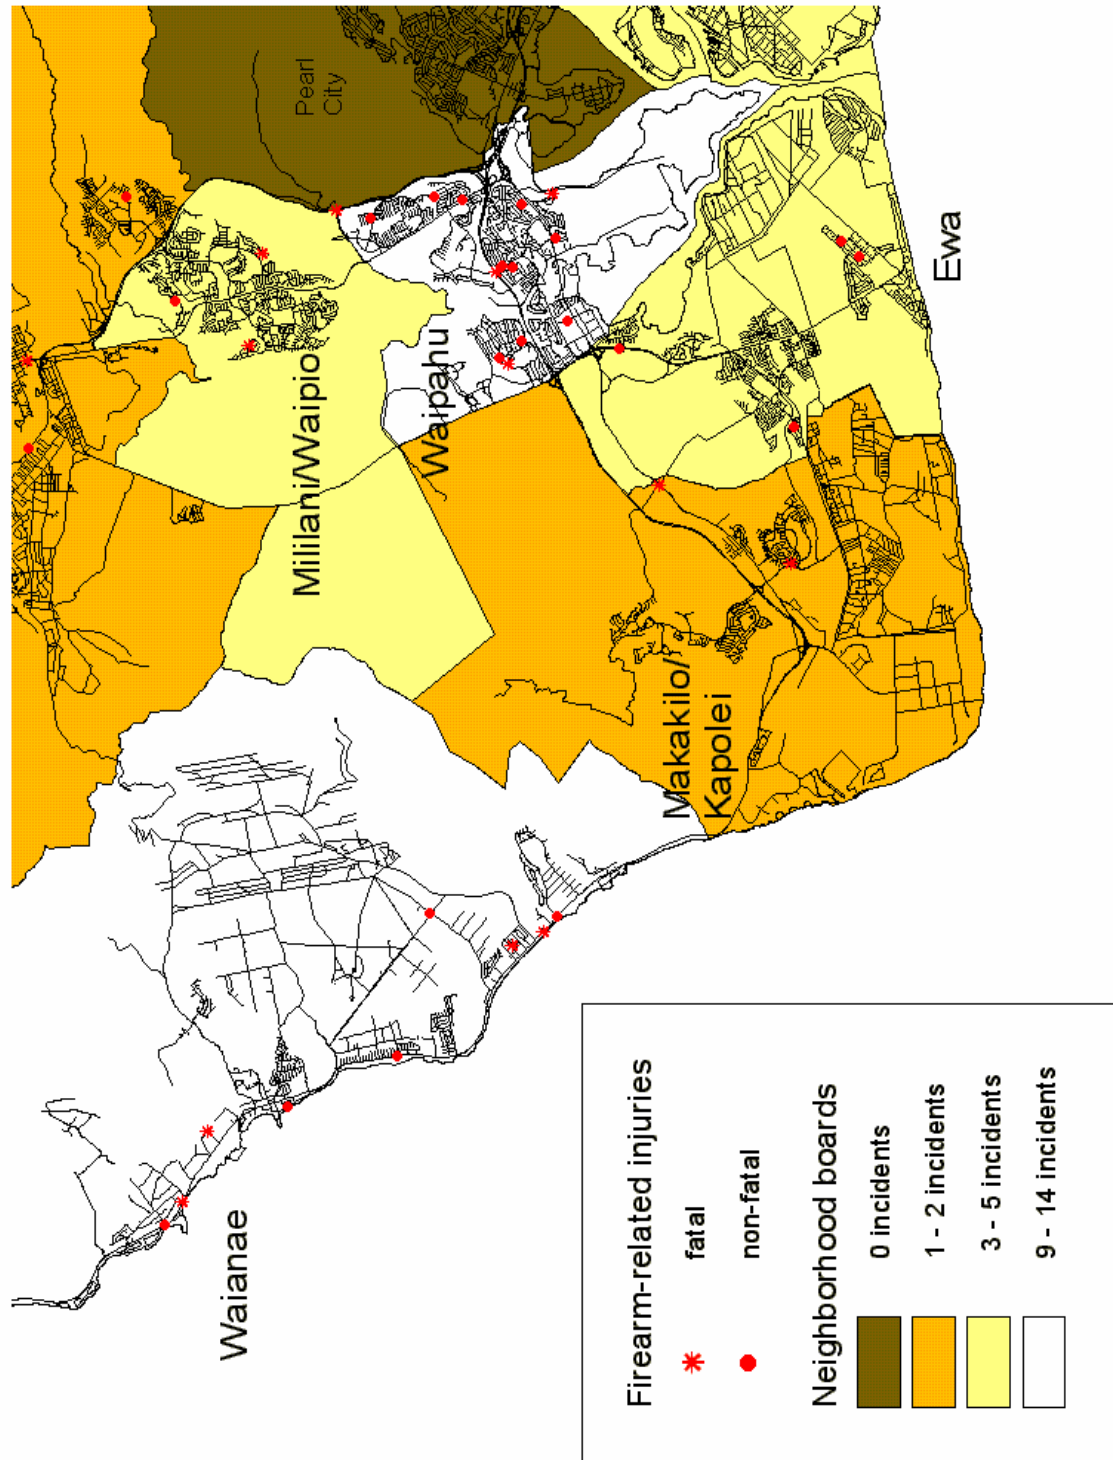 Pearl
City
Mililani/Waipio
Waipahu
Ewa
Makakilo/
Kapolei
Waianae
Firearm-related injuries
fatal
non-fatal
Neighborhood boards
0 incidents
1 - 2 incidents
3 - 5 incidents
9 - 14 incidents